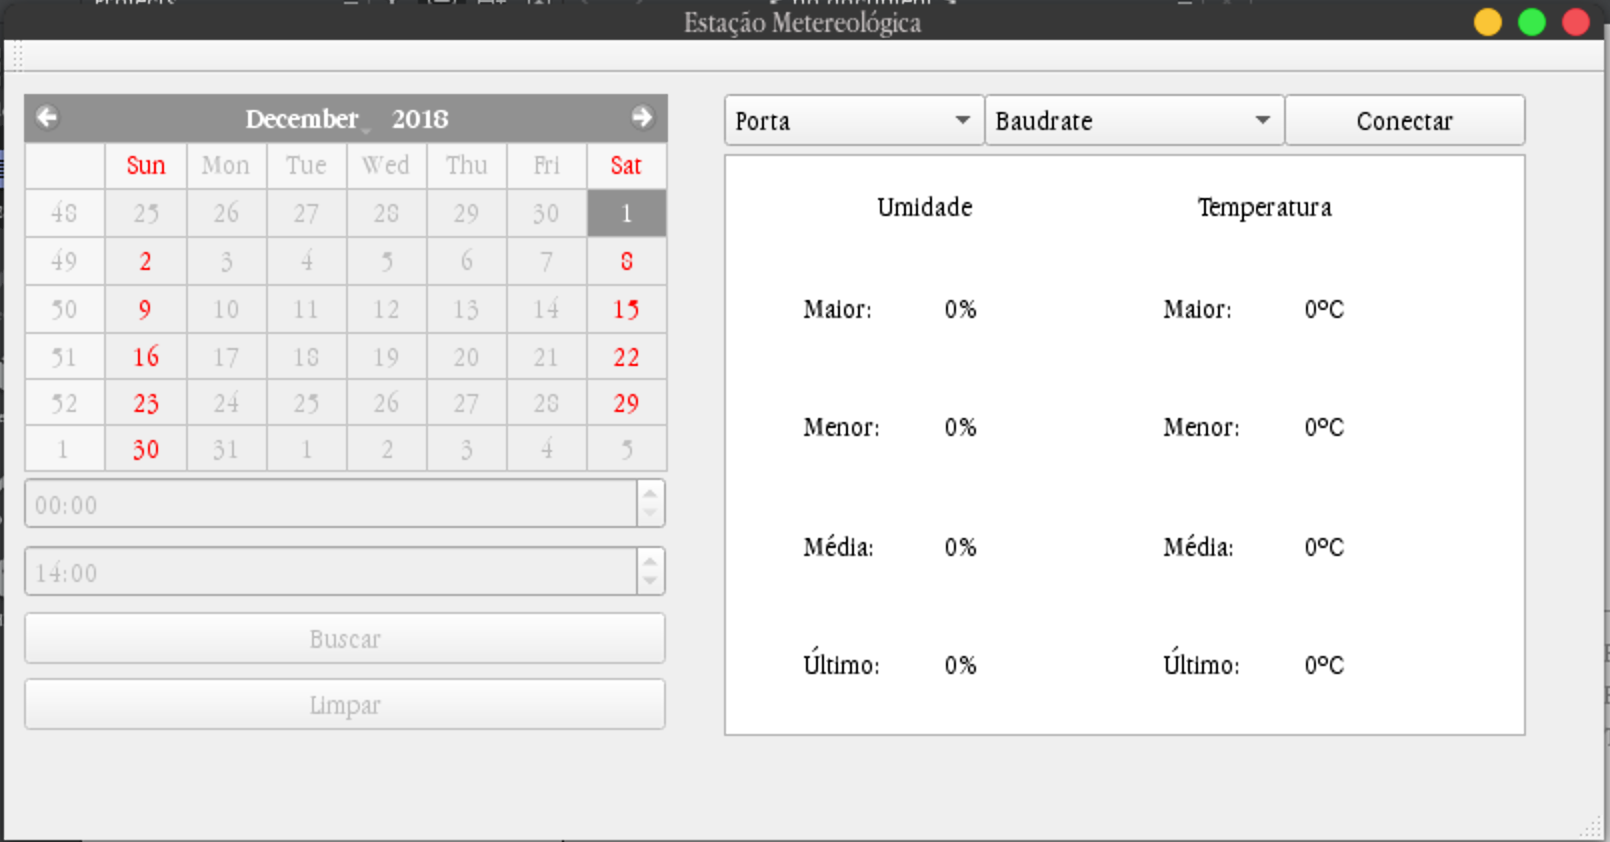 Estação Metereológica
December 2018
Sun Mon Tue Wed Thu Fri Sat
48 25 26 27 28 29 30 1
49 2 3 4 5 6 7 8
50 9 10 11 12 13 14 15
51 16 17 18 19 20 21 22
52 23 24 25 26 27 28 29
1 30 31 1 2 3 4 5
00:00
14:00
Buscar
Limpar
Porta Baudrate Conectar
Umidade Temperatura
Maior: 0% Maior: 0ºC
Menor: 0% Menor: 0ºC
Média: 0% Média: 0ºC
Último: 0% Último: 0ºC